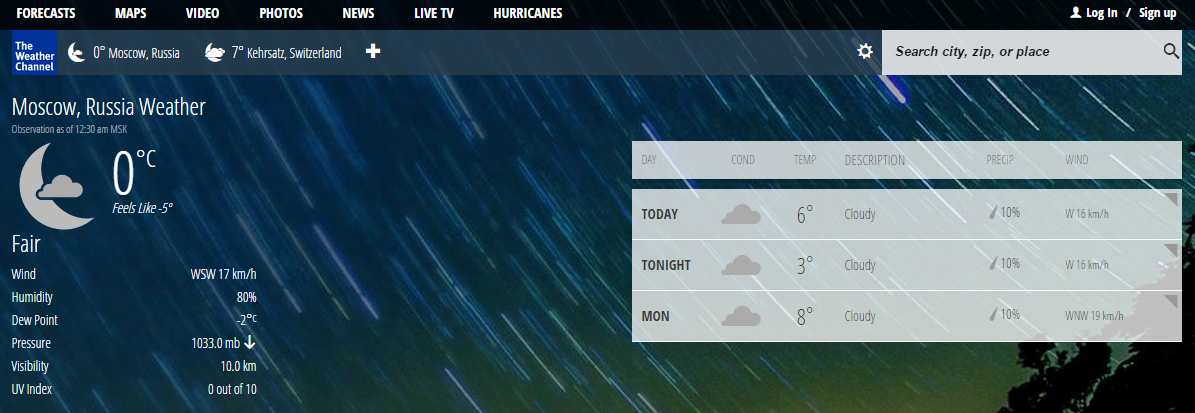 FORECASTS MAPS VIDEO PHOTOS NEWS LIVE TV HURRICANES Log In / Sign up
The Weather Channel
0° Moscow, Russia 7° Kehrsatz, Switzerland Search city, zip, or place
Moscow, Russia Weather
Observation as of 12:30 am MSK
0°C
Feels Like -5°
Fair
Wind WSW 17 km/h
Humidity 80%
Dew Point -2°C
Pressure 1033.0 mb
Visibility 10.0 km
UV Index 0 out of 10
DAY COND TEMP DESCRIPTION PRECIP WIND
TODAY 6° Cloudy 10% W 16 km/h
TONIGHT 3° Cloudy 10% W 16 km/h
MON 8° Cloudy 10% WNW 19 km/h